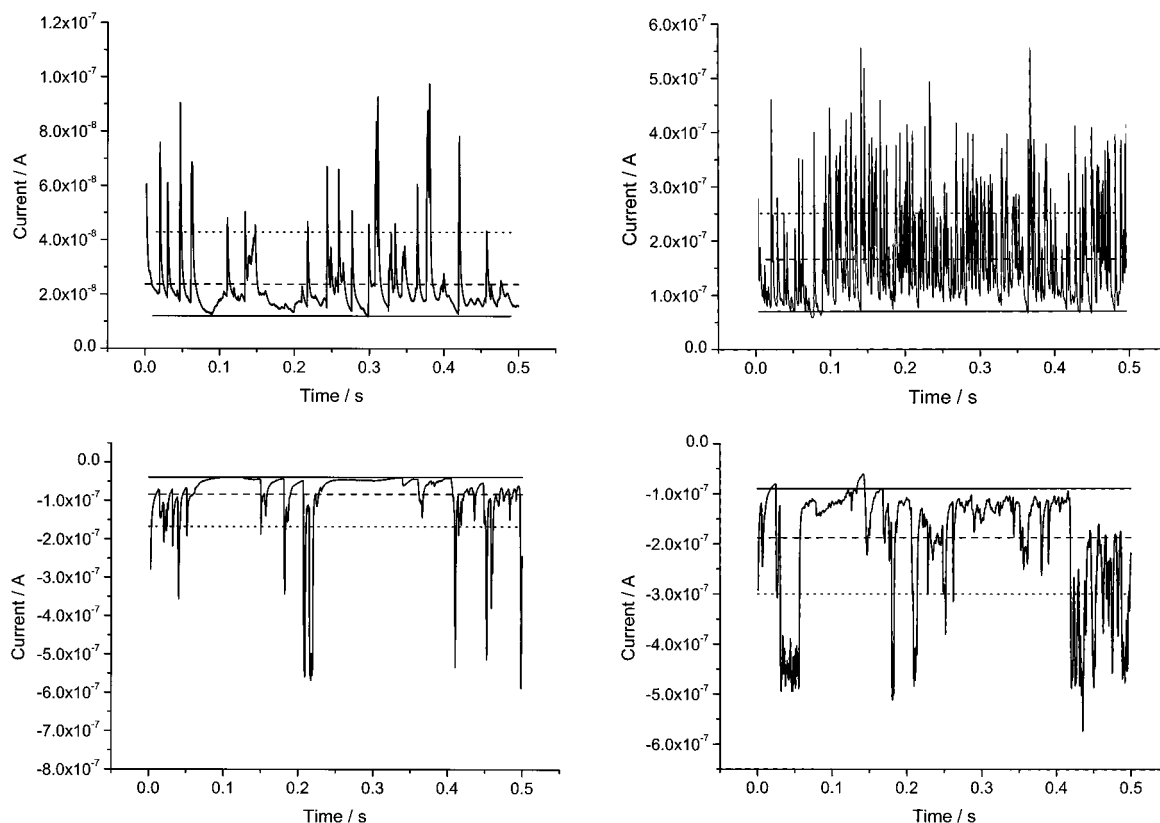 1.2x10⁻⁷
1.0x10⁻⁷
8.0x10⁻⁸
6.0x10⁻⁸
4.0x10⁻⁸
2.0x10⁻⁸
0.0
Current / A
0.0 0.1 0.2 0.3 0.4 0.5
Time / s
6.0x10⁻⁷
5.0x10⁻⁷
4.0x10⁻⁷
3.0x10⁻⁷
2.0x10⁻⁷
1.0x10⁻⁷
0.0
Current / A
0.0 0.1 0.2 0.3 0.4 0.5
Time / s
0.0
-1.0x10⁻⁷
-2.0x10⁻⁷
-3.0x10⁻⁷
-4.0x10⁻⁷
-5.0x10⁻⁷
-6.0x10⁻⁷
-7.0x10⁻⁷
-8.0x10⁻⁷
Current / A
0.0 0.1 0.2 0.3 0.4 0.5
Time / s
0.0
-1.0x10⁻⁷
-2.0x10⁻⁷
-3.0x10⁻⁷
-4.0x10⁻⁷
-5.0x10⁻⁷
-6.0x10⁻⁷
Current / A
0.0 0.1 0.2 0.3 0.4 0.5
Time / s